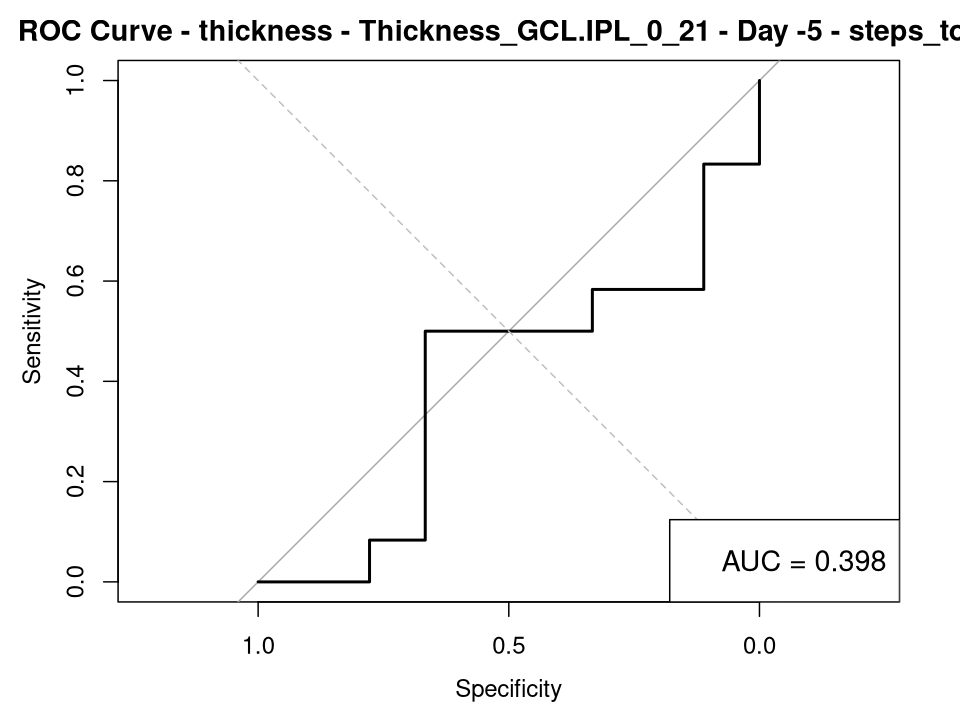 ROC Curve - thickness - Thickness_GCL.IPL_0_21 - Day -5 - steps_to
1.0
0.8
0.6
0.4
0.2
0.0
Sensitivity
AUC = 0.398
1.0 0.5 0.0
Specificity